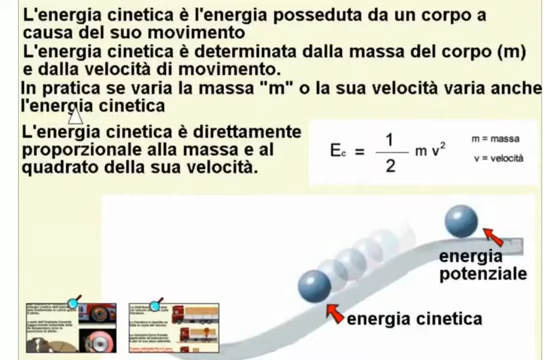 L'energia cinetica è l'energia posseduta da un corpo a
causa del suo movimento
L'energia cinetica è determinata dalla massa del corpo (m)
e dalla velocità di movimento.
In pratica se varia la massa "m" o la sua velocità varia anche
l'energia cinetica
L'energia cinetica è direttamente
proporzionale alla massa e al
quadrato della sua velocità.
E꜀ = 1/2 m v²
m = massa
v = velocità
energia
potenziale
energia cinetica